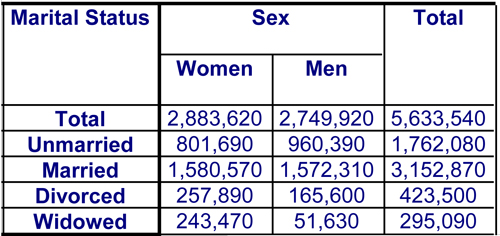 Marital Status Sex Total
Women Men
Total 2,883,620 2,749,920 5,633,540
Unmarried 801,690 960,390 1,762,080
Married 1,580,570 1,572,310 3,152,870
Divorced 257,890 165,600 423,500
Widowed 243,470 51,630 295,090